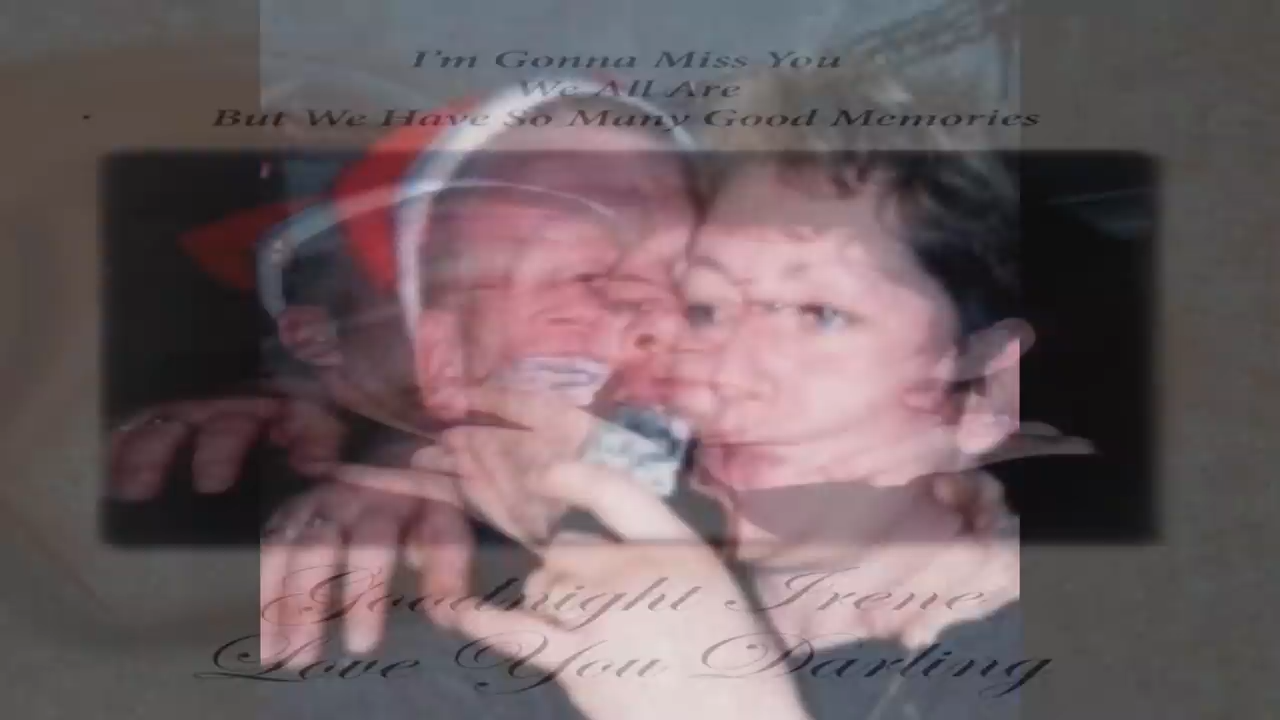 I'm Gonna Miss You
We All Are
But We Have So Many Good Memories
Goodnight Irene
Love You Darling